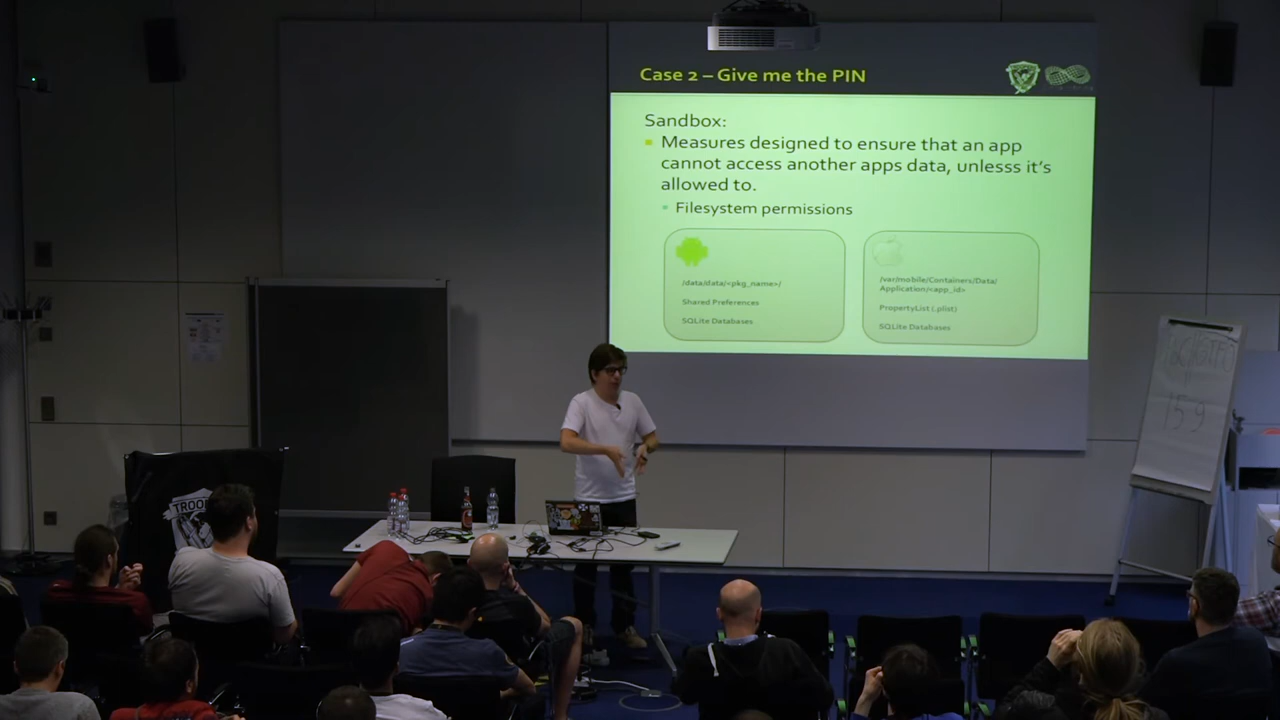 Case 2 – Give me the PIN
Sandbox:
Measures designed to ensure that an app
cannot access another apps data, unlesss it's
allowed to.
Filesystem permissions
/data/data/<pkg_name>/
Shared Preferences
SQLite Databases
/var/mobile/Containers/Data/
Application/<app_id>
PropertyList (.plist)
SQLite Databases